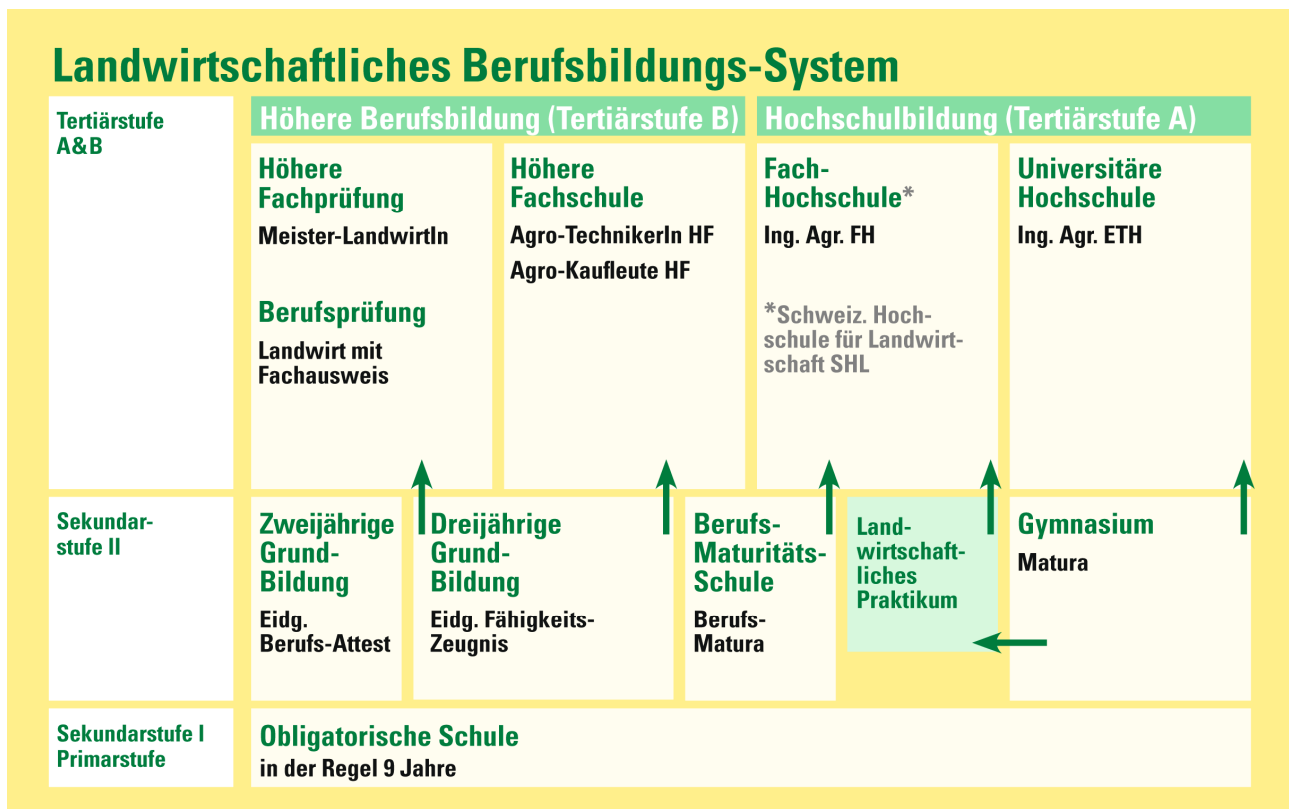 Landwirtschaftliches Berufsbildungs-System
Tertiärstufe
A&B
Höhere Berufsbildung (Tertiärstufe B)
Hochschulbildung (Tertiärstufe A)
Höhere
Fachprüfung
Meister-LandwirtIn
Berufsprüfung
Landwirt mit
Fachausweis
Höhere
Fachschule
Agro-TechnikerIn HF
Agro-Kaufleute HF
Fach-
Hochschule*
Ing. Agr. FH
*Schweiz. Hoch-
schule für Landwirt-
schaft SHL
Universitäre
Hochschule
Ing. Agr. ETH
Sekundar-
stufe II
Zweijährige
Grund-
Bildung
Eidg.
Berufs-Attest
Dreijährige
Grund-
Bildung
Eidg. Fähigkeits-
Zeugnis
Berufs-
Maturitäts-
Schule
Berufs-
Matura
Land-
wirtschaft-
liches
Praktikum
Gymnasium
Matura
Sekundarstufe I
Primarstufe
Obligatorische Schule
in der Regel 9 Jahre